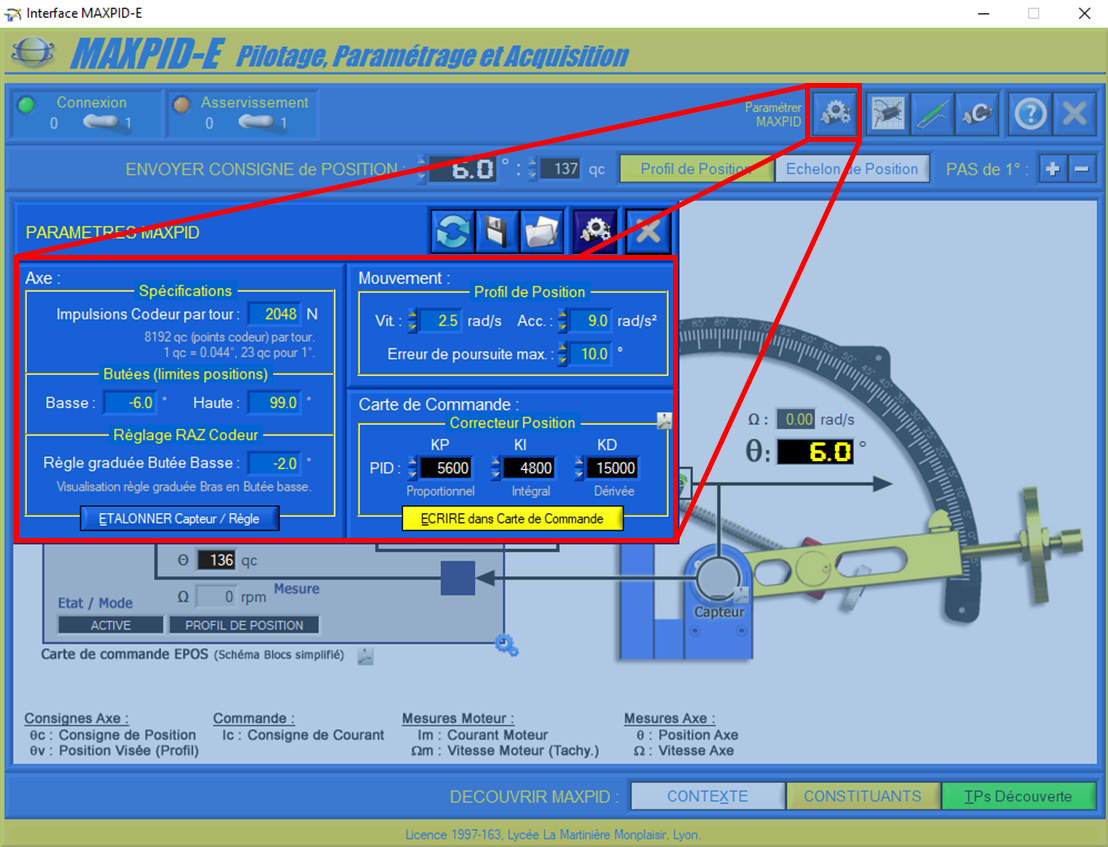 Interface MAXPID-E
MAXPID-E Pilotage, Paramétrage et Acquisition
Connexion
0 1
Asservissement
0 1
Paramétrer
MAXPID
ENVOYER CONSIGNE de POSITION : 6.0 ° : 137 qc
Profil de Position
Echelon de Position
PAS de 1° : + −
PARAMETRES MAXPID
Axe :
Spécifications
Impulsions Codeur par tour : 2048 N
8192 qc (points codeur) par tour.
1 qc = 0.044°, 23 qc pour 1°.
Butées (limites positions)
Basse : -6.0 ° Haute : 99.0 °
Règlage RAZ Codeur
Règle graduée Butée Basse : -2.0 °
Visualisation règle graduée Bras en Butée basse.
ETALONNER Capteur / Règle
Mouvement :
Profil de Position
Vit. : 2.5 rad/s Acc. : 9.0 rad/s²
Erreur de poursuite max. : 10.0 °
Carte de Commande :
Correcteur Position
KP KI KD
PID : 5600 4800 15000
Proportionnel Intégral Dérivée
ECRIRE dans Carte de Commande
Ω : 0.00 rad/s
θ: 6.0 °
Θ 136 qc
Ω 0 rpm
Mesure
Etat / Mode
ACTIVE
PROFIL DE POSITION
Carte de commande EPOS (Schéma Blocs simplifié)
Capteur
Consignes Axe :
θc : Consigne de Position
θv : Position Visée (Profil)
Commande :
Ic : Consigne de Courant
Mesures Moteur :
Im : Courant Moteur
Ωm : Vitesse Moteur (Tachy.)
Mesures Axe :
θ : Position Axe
Ω : Vitesse Axe
DECOUVRIR MAXPID :
CONTEXTE
CONSTITUANTS
TPs Découverte
Licence 1997-163, Lycée La Martinière Monplaisir, Lyon.